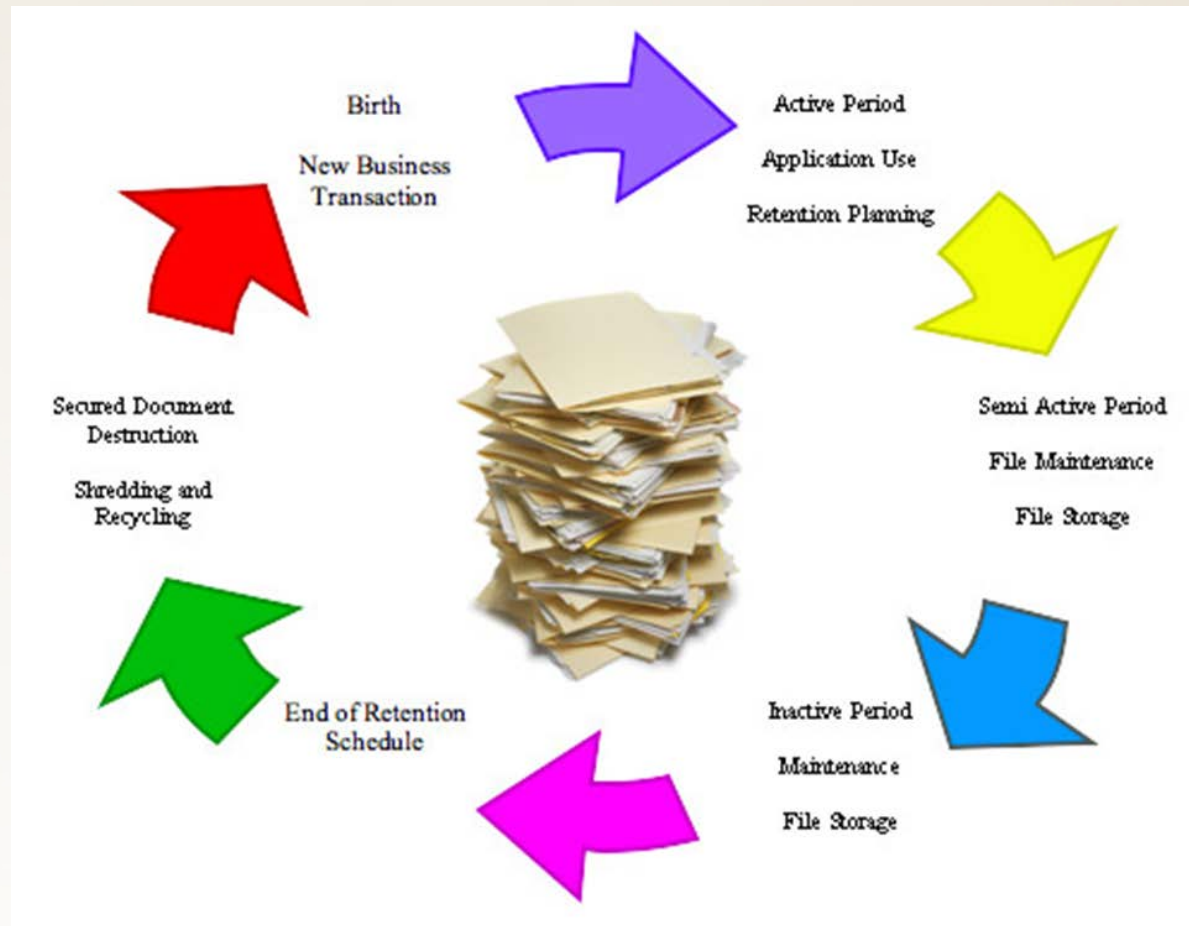 Birth
New Business
Transaction
Active Period
Application Use
Retention Planning
Semi Active Period
File Maintenance
File Storage
Inactive Period
Maintenance
File Storage
End of Retention
Schedule
Secured Document
Destruction
Shredding and
Recycling